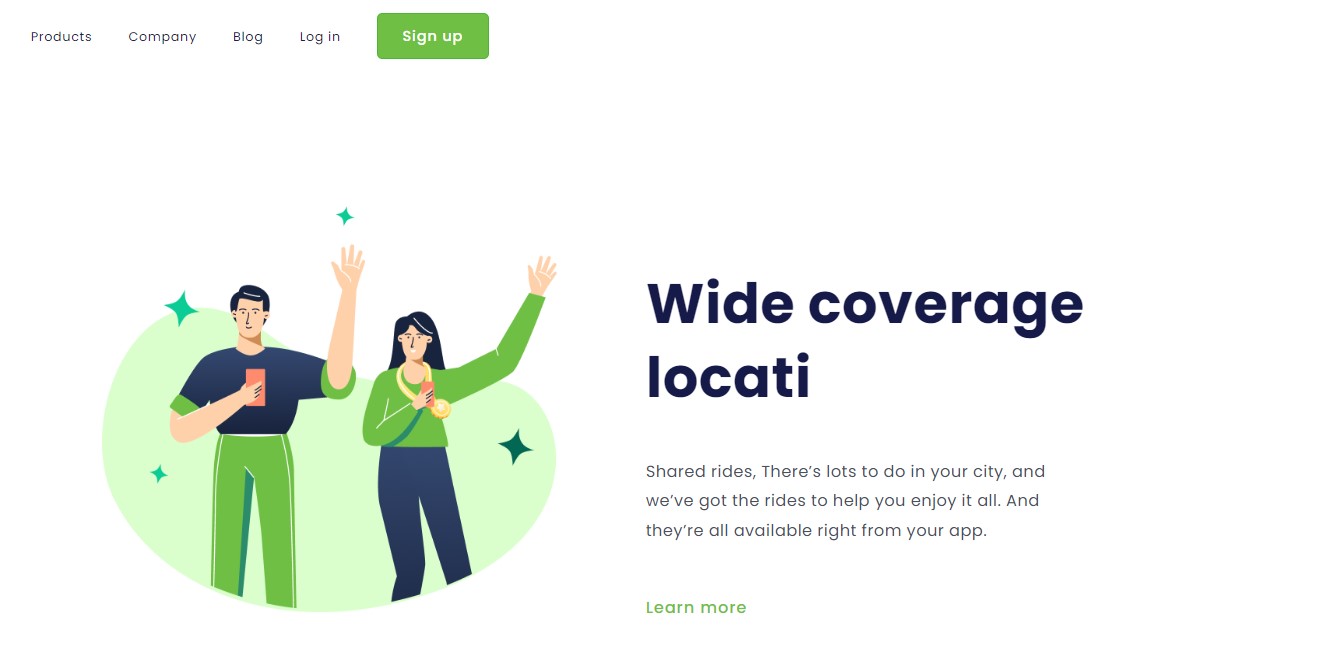 Products Company Blog Log in Sign up
Wide coverage
locati
Shared rides, There’s lots to do in your city, and
we’ve got the rides to help you enjoy it all. And
they’re all available right from your app.
Learn more